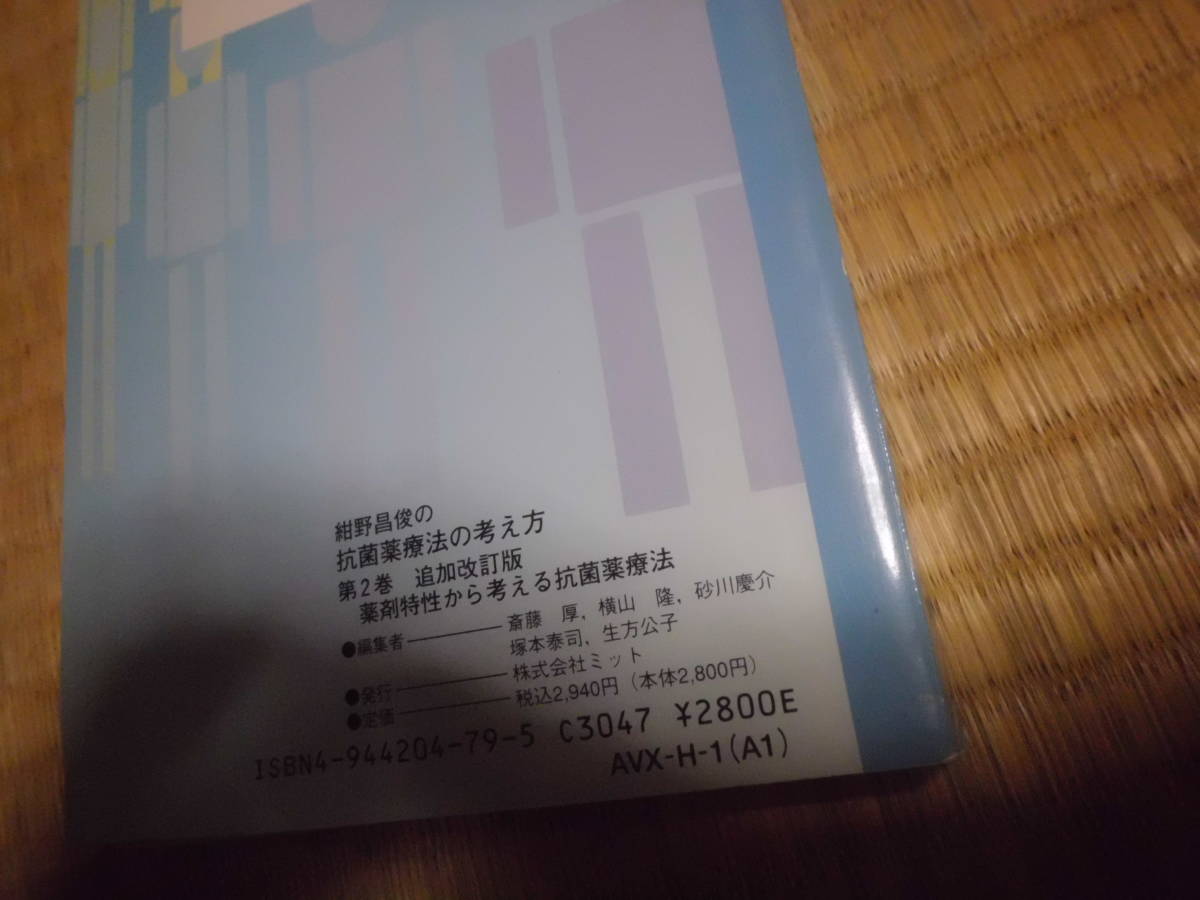 紺野昌俊の
抗菌薬療法の考え方
第2巻 追加改訂版
薬剤特性から考える抗菌薬療法
●編集者――――斎藤 厚，横山 隆，砂川慶介
塚本泰司、生方公子
●発行――――株式会社ミット
●定価――――税込2,940円（本体2,800円）
ISBN4-944204-79-5 C3047 ¥2800E
AVX-H-1(A1)